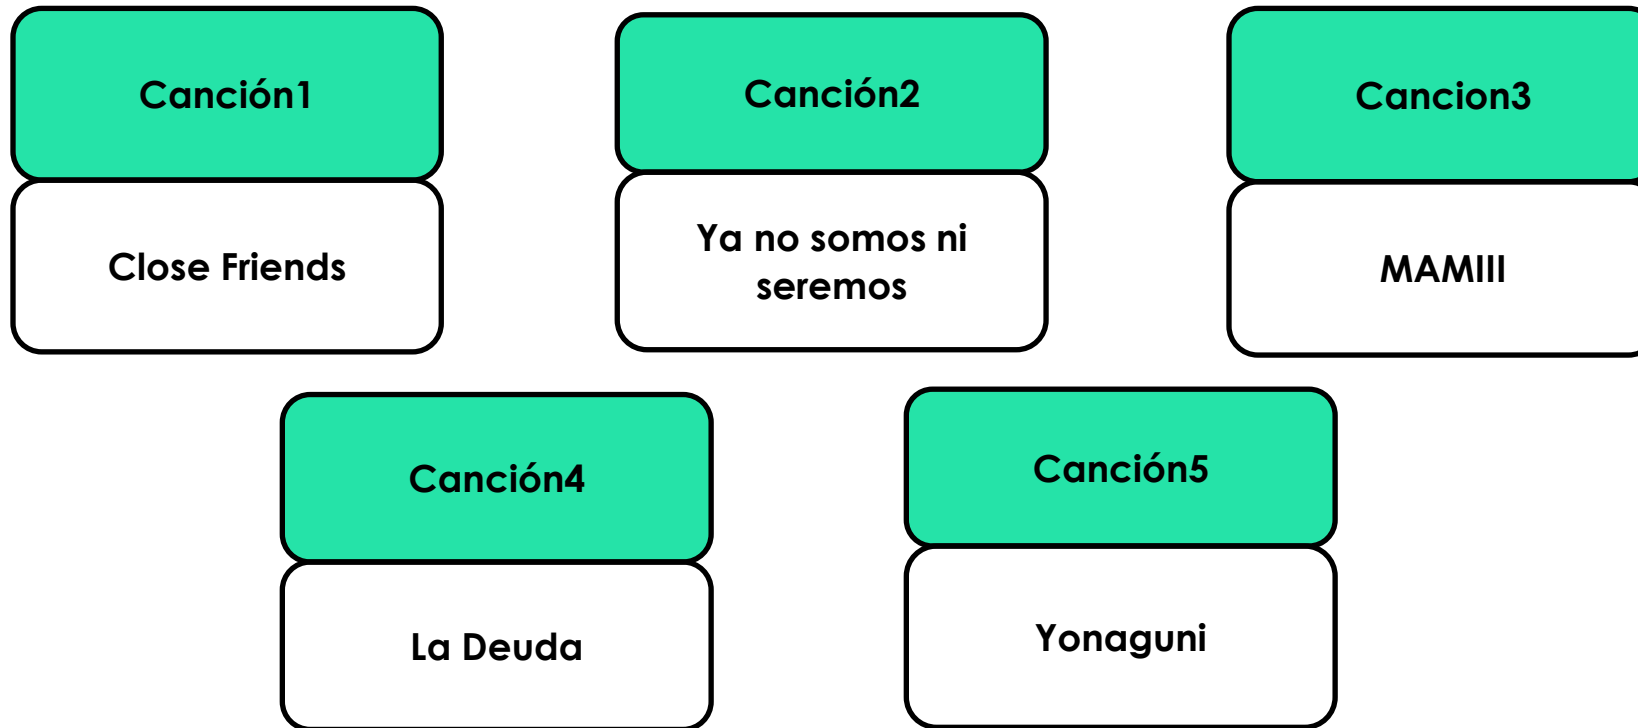 Canción1
Close Friends
Canción2
Ya no somos ni
seremos
Cancion3
MAMIII
Canción4
La Deuda
Canción5
Yonaguni